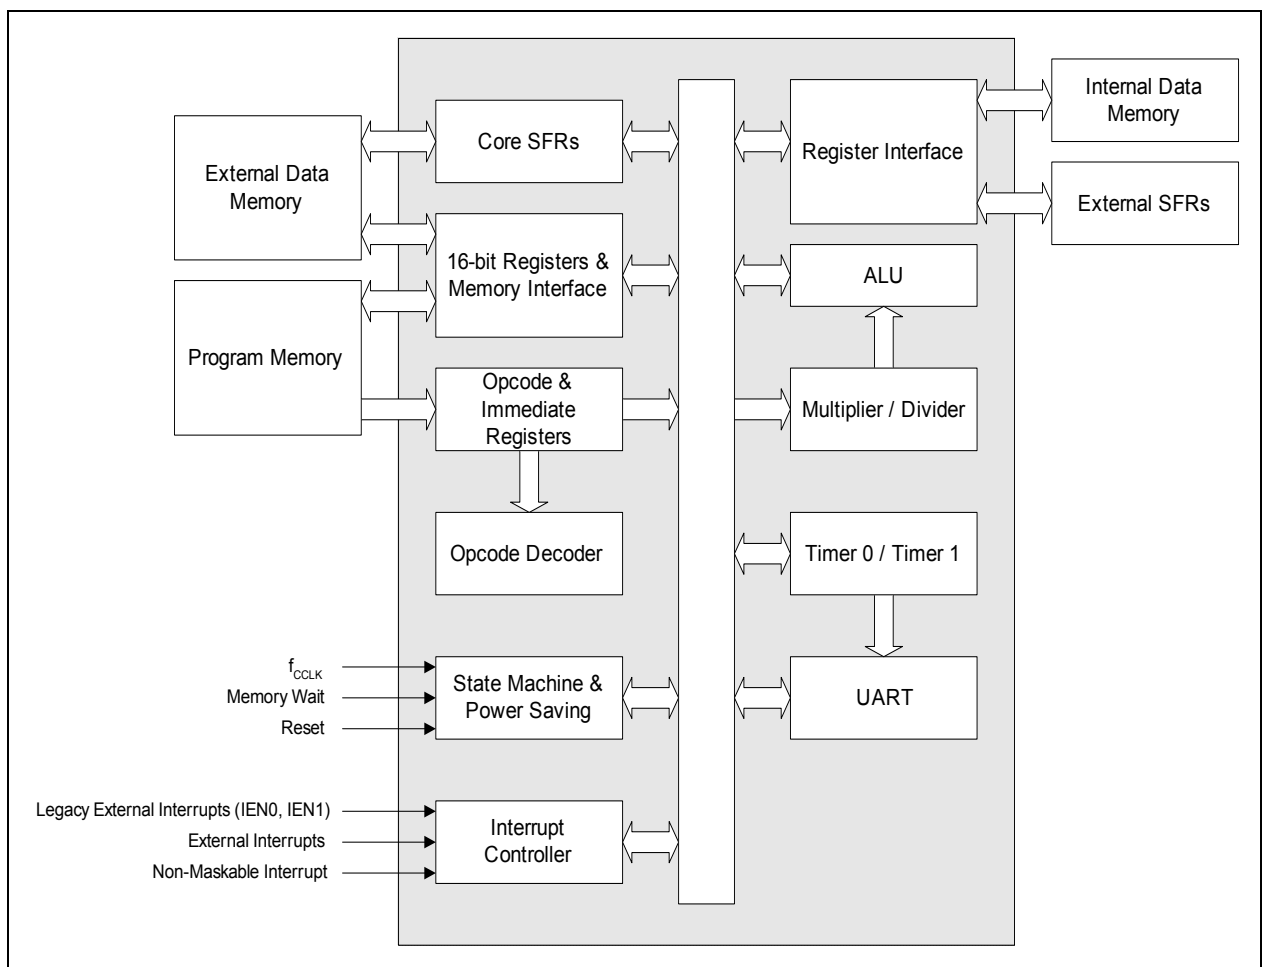 External Data
Memory
Program Memory
Core SFRs
16-bit Registers &
Memory Interface
Opcode &
Immediate
Registers
Opcode Decoder
f_CCLK
Memory Wait
Reset
State Machine &
Power Saving
Legacy External Interrupts (IEN0, IEN1)
External Interrupts
Non-Maskable Interrupt
Interrupt
Controller
Register Interface
ALU
Multiplier / Divider
Timer 0 / Timer 1
UART
Internal Data
Memory
External SFRs